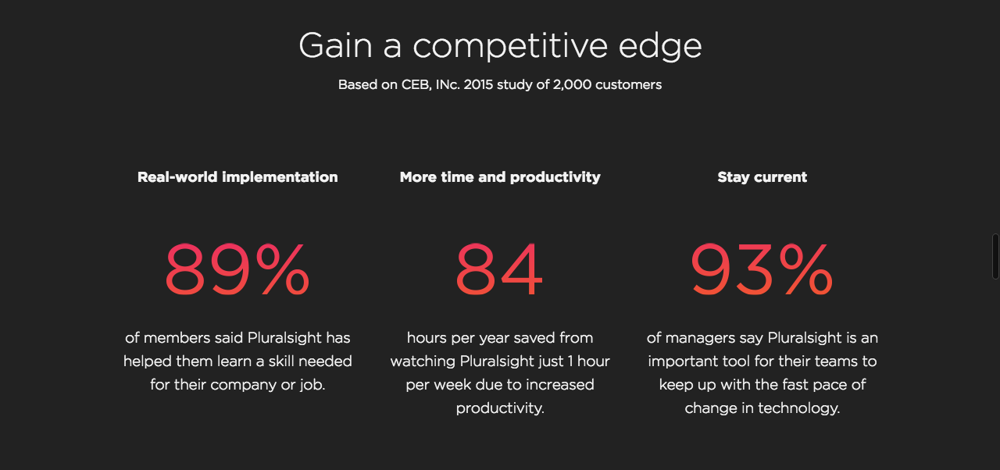 Gain a competitive edge
Based on CEB, INc. 2015 study of 2,000 customers
Real-world implementation
89%
of members said Pluralsight has
helped them learn a skill needed
for their company or job.
More time and productivity
84
hours per year saved from
watching Pluralsight just 1 hour
per week due to increased
productivity.
Stay current
93%
of managers say Pluralsight is an
important tool for their teams to
keep up with the fast pace of
change in technology.